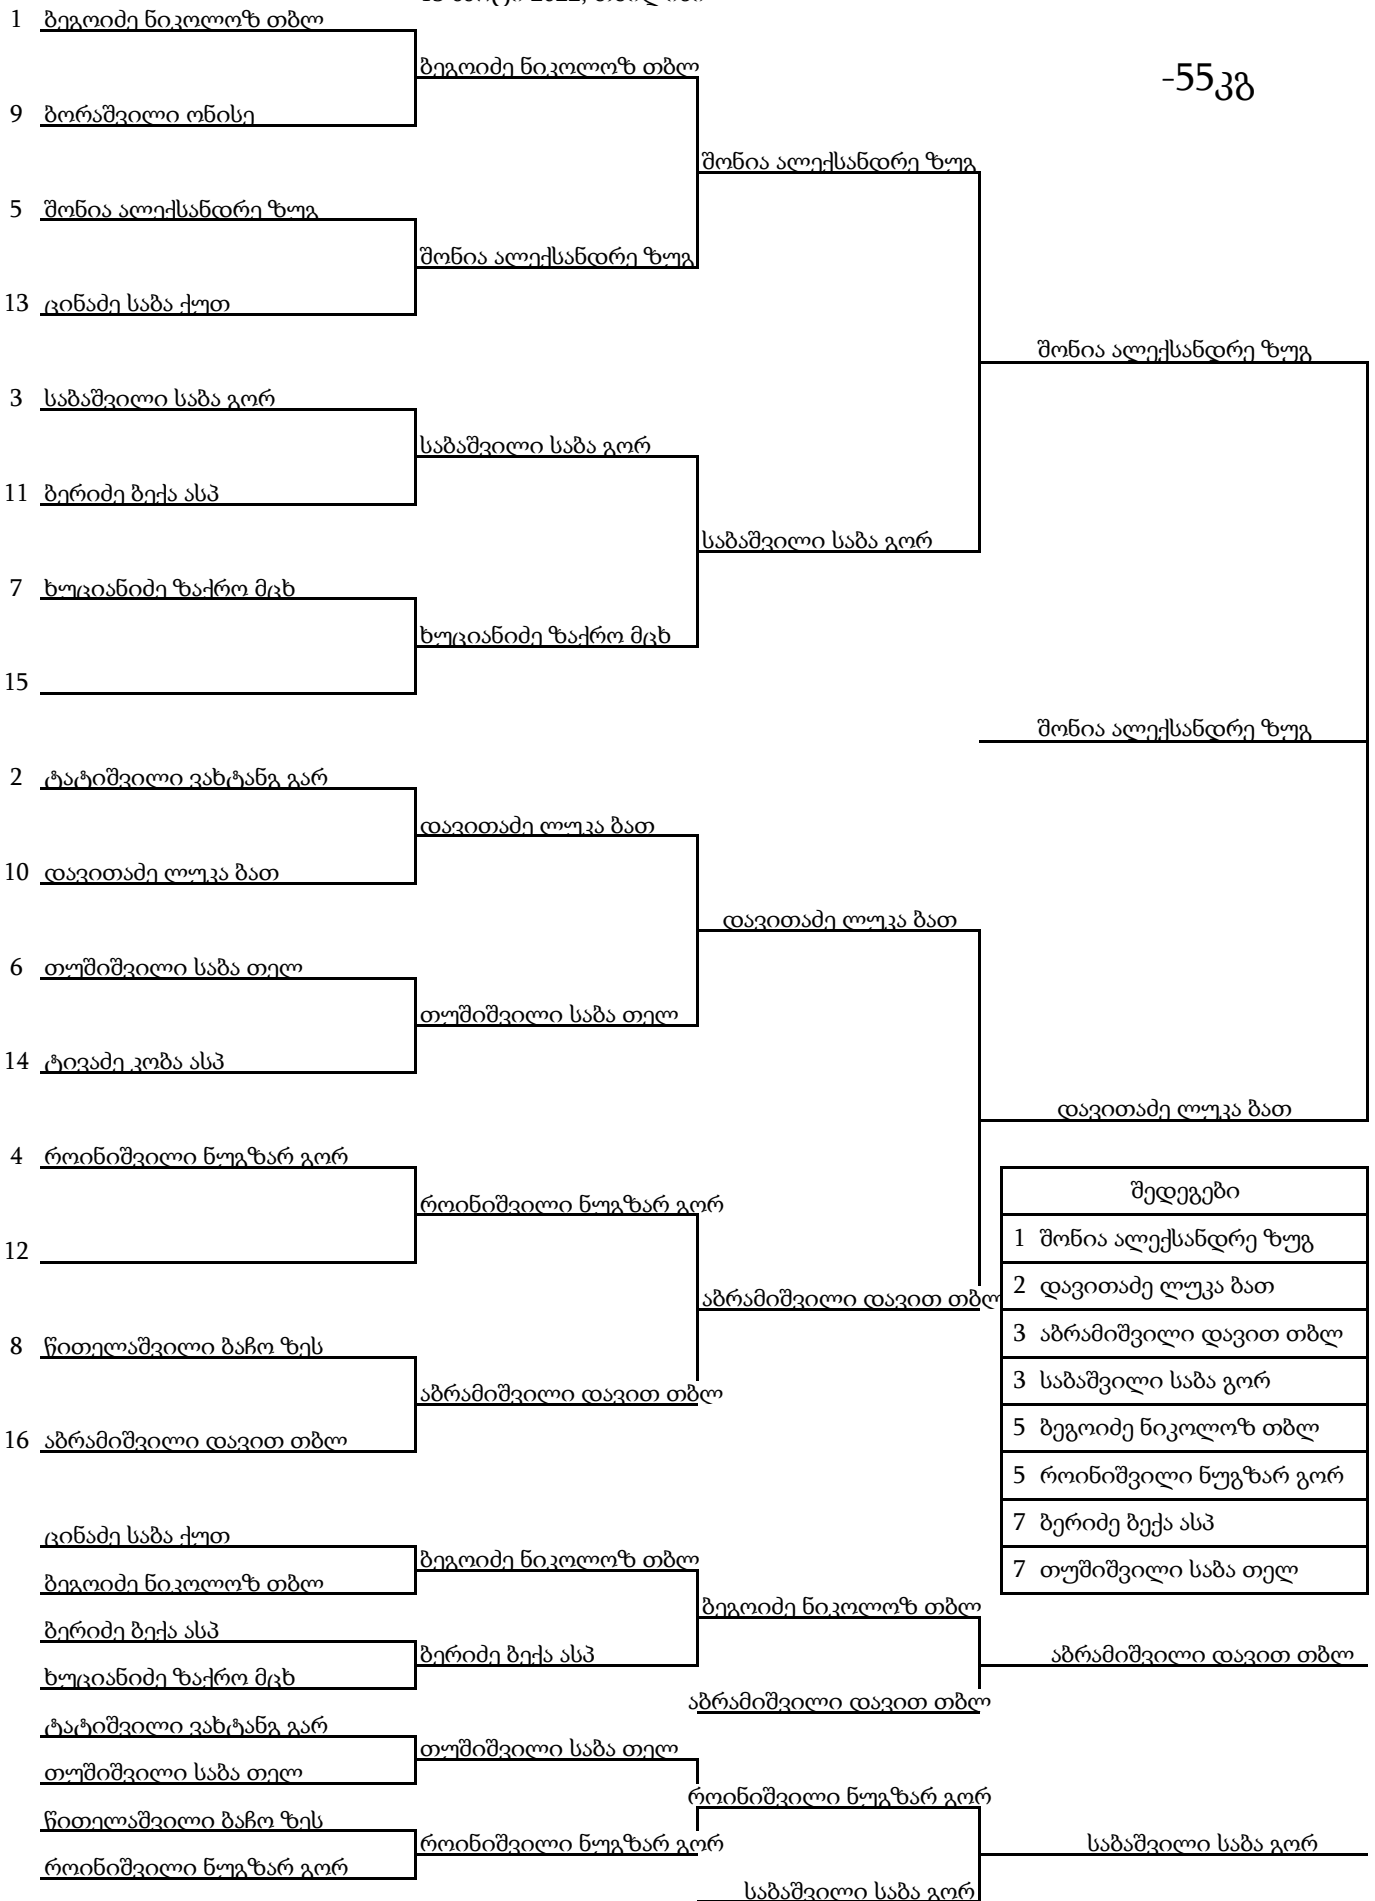 1 ბეგოიძე ნიკოლოზ თბლ
ბეგოიძე ნიკოლოზ თბლ
-55კგ
9 ბორაშვილი ონისე
შონია ალექსანდრე ზუგ
5 შონია ალექსანდრე ზუგ
შონია ალექსანდრე ზუგ
13 ცინაძე საბა ქუთ
შონია ალექსანდრე ზუგ
3 საბაშვილი საბა გორ
საბაშვილი საბა გორ
11 ბერიძე ბექა ასპ
საბაშვილი საბა გორ
7 ხუციანიძე ზაქრო მცხ
ხუციანიძე ზაქრო მცხ
15
შონია ალექსანდრე ზუგ
2 ტატიშვილი ვახტანგ გარ
დავითაძე ლუკა ბათ
10 დავითაძე ლუკა ბათ
დავითაძე ლუკა ბათ
6 თუშიშვილი საბა თელ
თუშიშვილი საბა თელ
14 ტივაძე კობა ასპ
დავითაძე ლუკა ბათ
4 როინიშვილი ნუგზარ გორ
შედეგები
როინიშვილი ნუგზარ გორ
1 შონია ალექსანდრე ზუგ
12
2 დავითაძე ლუკა ბათ
აბრამიშვილი დავით თბლ
3 აბრამიშვილი დავით თბლ
8 წითელაშვილი ბაჩო ზეს
3 საბაშვილი საბა გორ
აბრამიშვილი დავით თბლ
5 ბეგოიძე ნიკოლოზ თბლ
16 აბრამიშვილი დავით თბლ
5 როინიშვილი ნუგზარ გორ
7 ბერიძე ბექა ასპ
ცინაძე საბა ქუთ
ბეგოიძე ნიკოლოზ თბლ
7 თუშიშვილი საბა თელ
ბეგოიძე ნიკოლოზ თბლ
ბეგოიძე ნიკოლოზ თბლ
ბერიძე ბექა ასპ
ბერიძე ბექა ასპ
აბრამიშვილი დავით თბლ
ხუციანიძე ზაქრო მცხ
აბრამიშვილი დავით თბლ
ტატიშვილი ვახტანგ გარ
თუშიშვილი საბა თელ
თუშიშვილი საბა თელ
როინიშვილი ნუგზარ გორ
წითელაშვილი ბაჩო ზეს
როინიშვილი ნუგზარ გორ
საბაშვილი საბა გორ
როინიშვილი ნუგზარ გორ
საბაშვილი საბა გორ